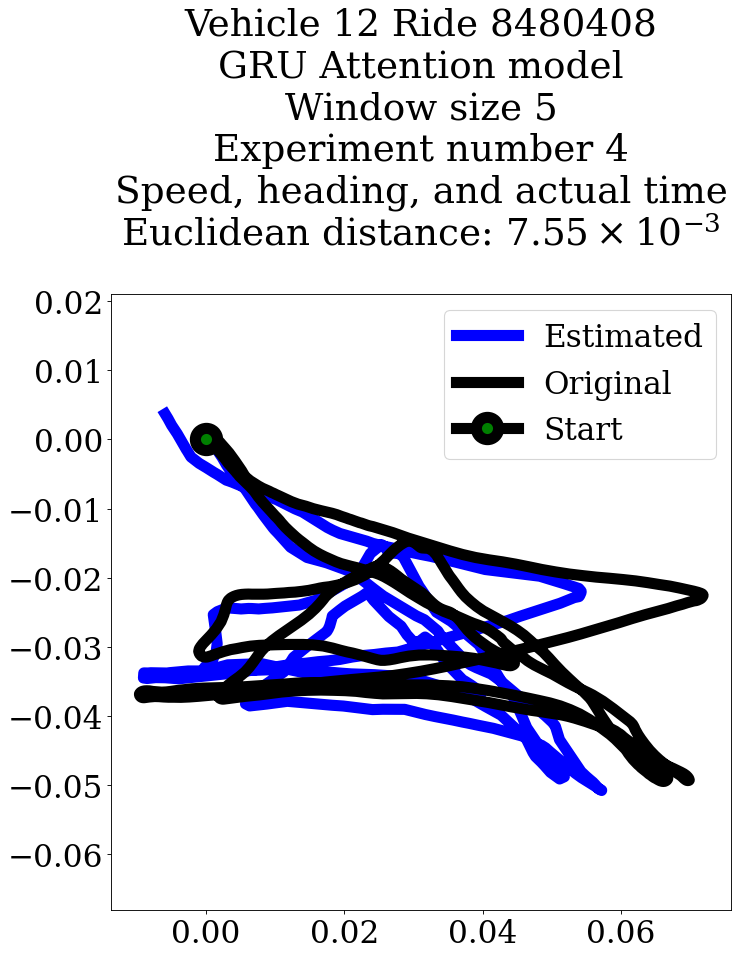 Vehicle 12 Ride 8480408
GRU Attention model
Window size 5
Experiment number 4
Speed, heading, and actual time
Euclidean distance: 7.55 × 10⁻³
0.02
0.01
0.00
−0.01
−0.02
−0.03
−0.04
−0.05
−0.06
Estimated
Original
Start
0.00 0.02 0.04 0.06